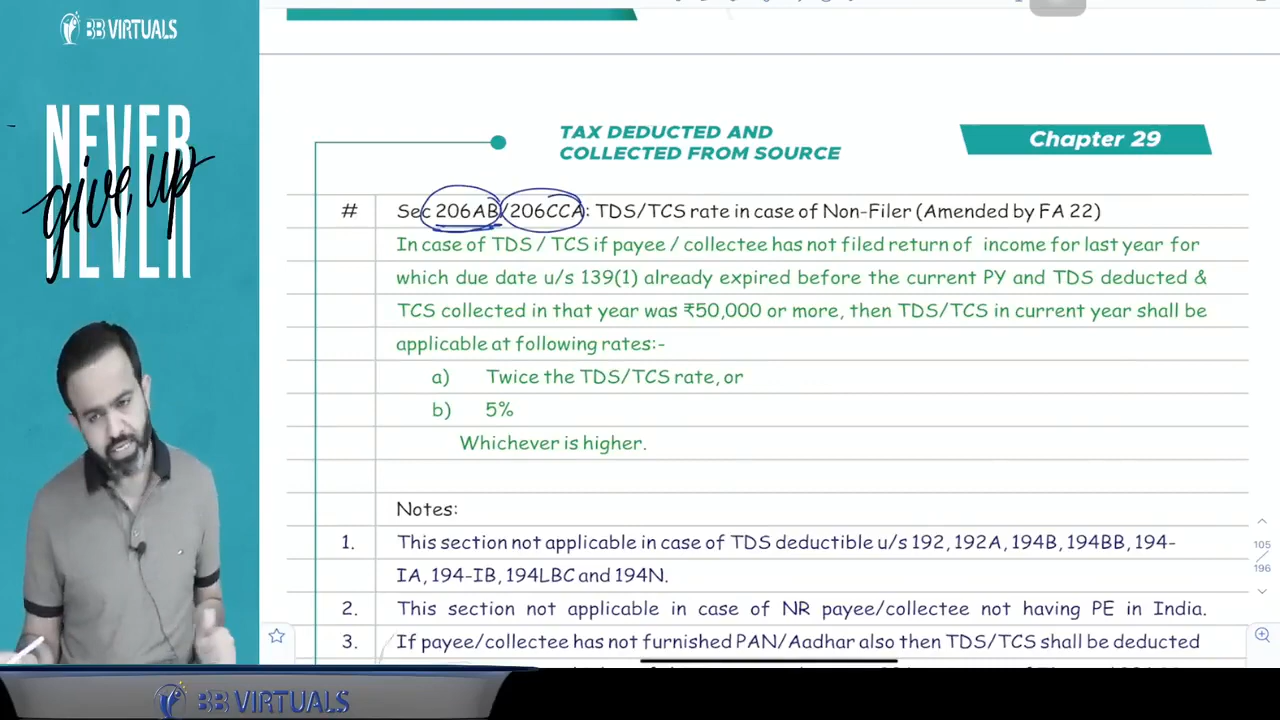 BB VIRTUALS
NEVER
give up
NEVER
TAX DEDUCTED AND
COLLECTED FROM SOURCE
Chapter 29
# Sec 206AB/206CCA: TDS/TCS rate in case of Non-Filer (Amended by FA 22)
In case of TDS / TCS if payee / collectee has not filed return of income for last year for
which due date u/s 139(1) already expired before the current PY and TDS deducted &
TCS collected in that year was ₹50,000 or more, then TDS/TCS in current year shall be
applicable at following rates:-
a) Twice the TDS/TCS rate, or
b) 5%
Whichever is higher.
Notes:
1. This section not applicable in case of TDS deductible u/s 192, 192A, 194B, 194BB, 194-
IA, 194-IB, 194LBC and 194N.
2. This section not applicable in case of NR payee/collectee not having PE in India.
3. If payee/collectee has not furnished PAN/Aadhar also then TDS/TCS shall be deducted
105
196
BB VIRTUALS